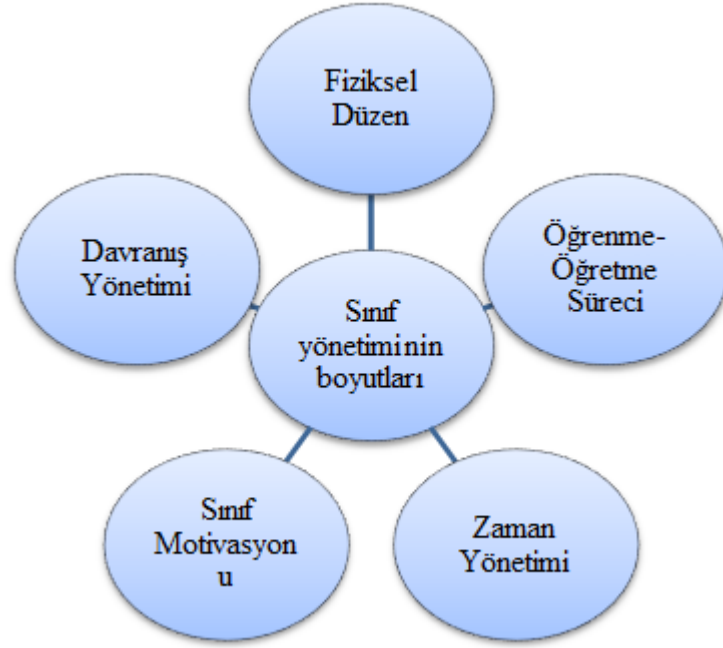 Fiziksel
Düzen
Davranış
Yönetimi
Öğrenme-
Öğretme
Süreci
Sınıf
yönetiminin
boyutları
Sınıf
Motivasyon
u
Zaman
Yönetimi